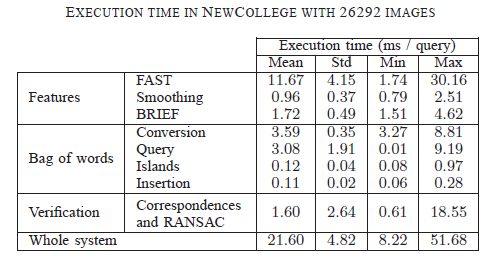 EXECUTION TIME IN NEWCOLLEGE WITH 26292 IMAGES
Execution time (ms / query)
Mean Std Min Max
Features FAST 11.67 4.15 1.74 30.16
Smoothing 0.96 0.37 0.79 2.51
BRIEF 1.72 0.49 1.51 4.62
Bag of words Conversion 3.59 0.35 3.27 8.81
Query 3.08 1.91 0.01 9.19
Islands 0.12 0.04 0.08 0.97
Insertion 0.11 0.02 0.06 0.28
Verification Correspondences and RANSAC 1.60 2.64 0.61 18.55
Whole system 21.60 4.82 8.22 51.68